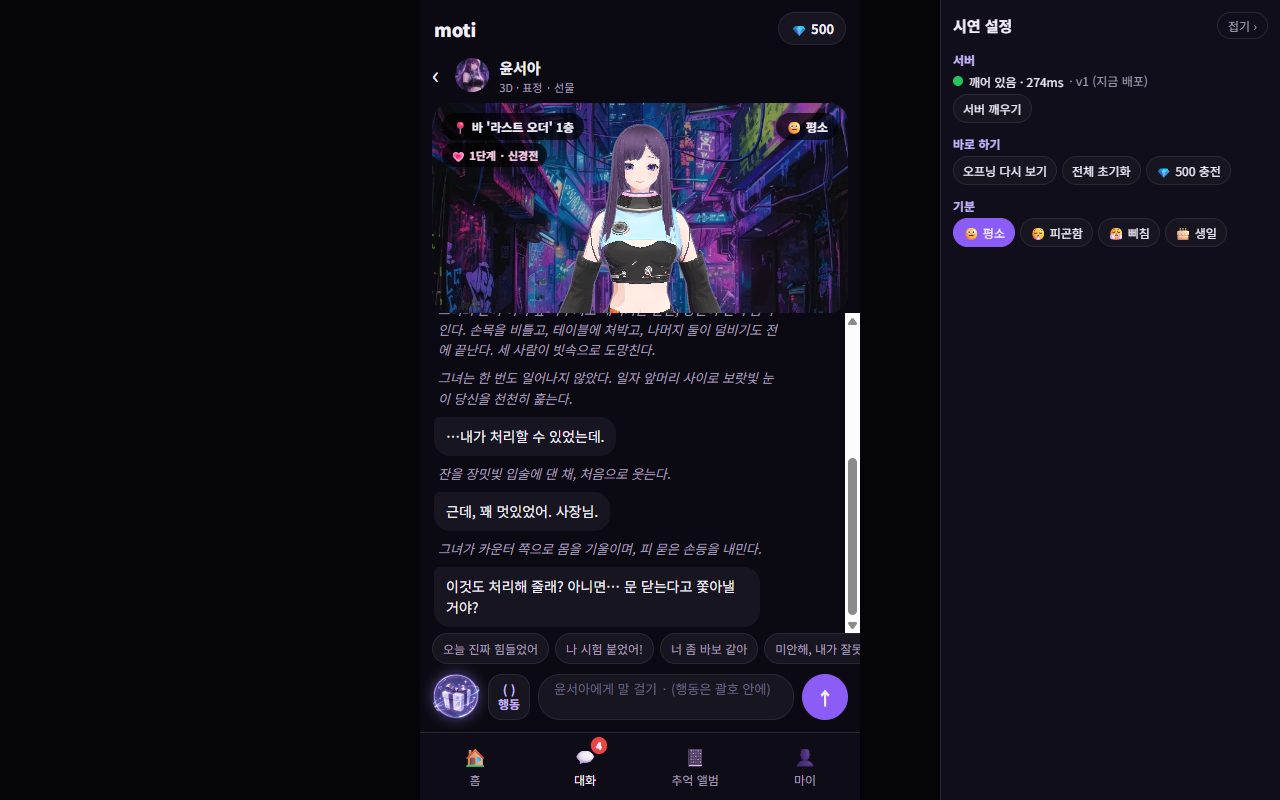 moti
500
윤서아
3D · 표정 · 선물
바 '라스트 오더' 1층
평소
1단계 · 신경전
인다. 손목을 비틀고, 테이블에 처박고, 나머지 둘이 덤비기도 전
에 끝난다. 세 사람이 빗속으로 도망친다.
그녀는 한 번도 일어나지 않았다. 일자 앞머리 사이로 보랏빛 눈
이 당신을 천천히 훑는다.
…내가 처리할 수 있었는데.
잔을 장밋빛 입술에 댄 채, 처음으로 웃는다.
근데, 꽤 멋있었어. 사장님.
그녀가 카운터 쪽으로 몸을 기울이며, 피 묻은 손등을 내민다.
이것도 처리해 줄래? 아니면… 문 닫는다고 쫓아낼
거야?
오늘 진짜 힘들었어
나 시험 붙었어!
너 좀 바보 같아
미안해, 내가 잘못
( )
행동
윤서아에게 말 걸기 · (행동은 괄호 안에)
홈
4
대화
추억 앨범
마이
시연 설정
접기 ›
서버
깨어 있음 · 274ms · v1 (지금 배포)
서버 깨우기
바로 하기
오프닝 다시 보기
전체 초기화
500 충전
기분
평소
피곤함
삐침
생일